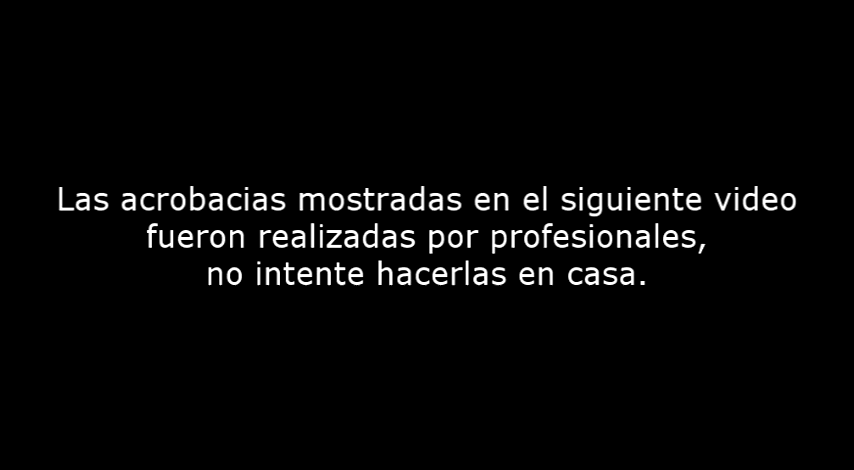 Las acrobacias mostradas en el siguiente video
fueron realizadas por profesionales,
no intente hacerlas en casa.